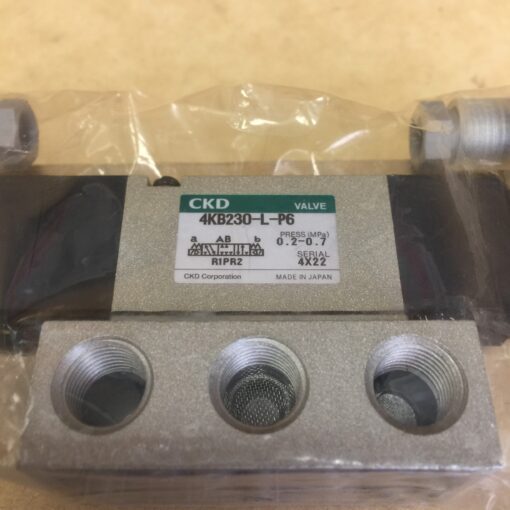 CKD VALVE
4KB230-L-P6
a AB b
R1PR2
PRESS (MPa)
0.2-0.7
SERIAL
4X22
CKD Corporation MADE IN JAPAN